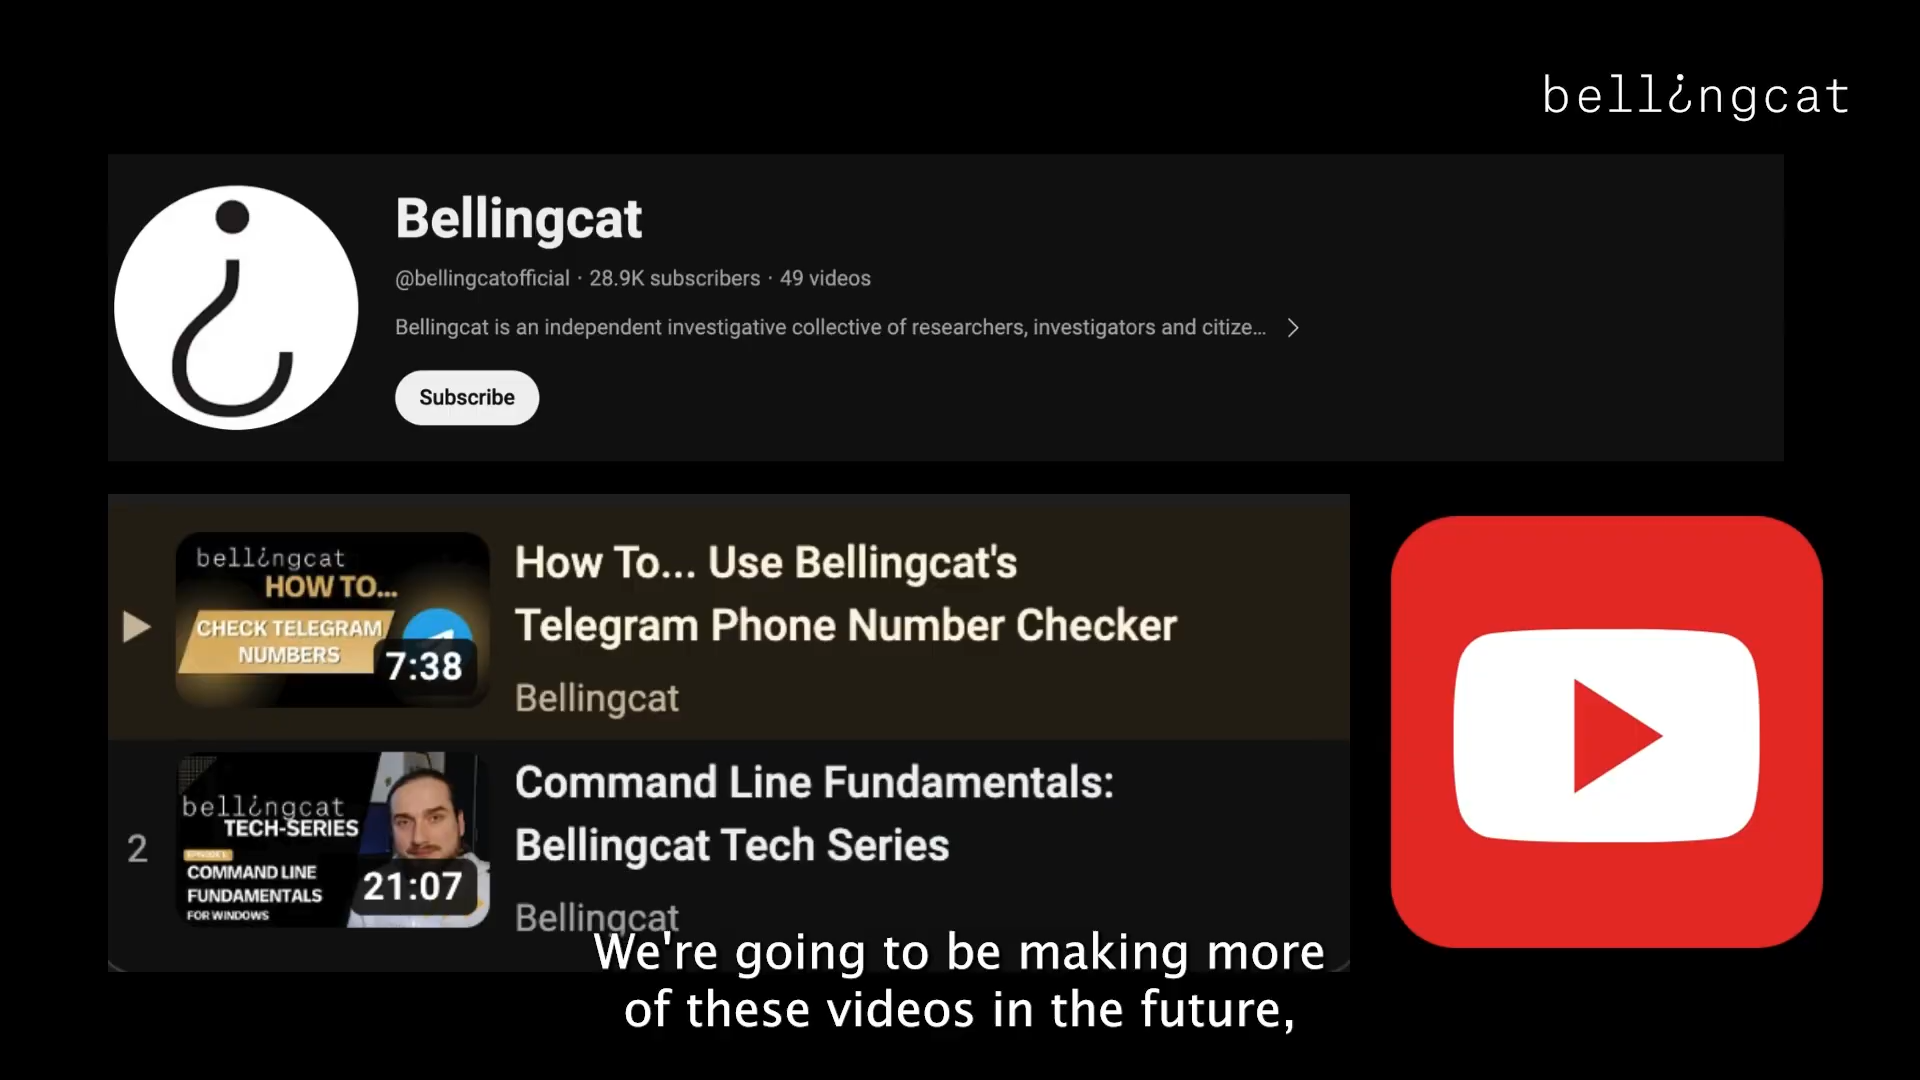 bell¿ngcat
Bellingcat
@bellingcatofficial · 28.9K subscribers · 49 videos
Bellingcat is an independent investigative collective of researchers, investigators and citize...
Subscribe
bell¿ngcat
HOW TO...
CHECK TELEGRAM
NUMBERS
7:38
How To... Use Bellingcat's
Telegram Phone Number Checker
Bellingcat
2
bell¿ngcat
TECH-SERIES
EPISODE 1:
COMMAND LINE
FUNDAMENTALS
FOR WINDOWS
21:07
Command Line Fundamentals:
Bellingcat Tech Series
Bellingcat
We're going to be making more
of these videos in the future,